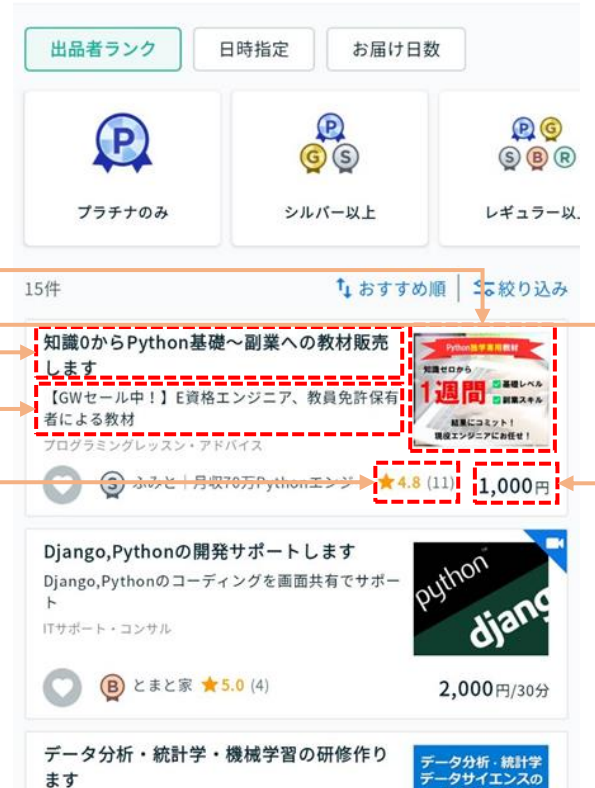 出品者ランク
日時指定
お届け日数
P
P
G S
P G
S B R
プラチナのみ
シルバー以上
レギュラー以
15件
おすすめ順
絞り込み
知識0からPython基礎〜副業への教材販売
します
【GWセール中！】E資格エンジニア、教員免許保有
者による教材
プログラミングレッスン・アドバイス
Python独学専用教材
知識ゼロから
1週間
基礎レベル
副業スキル
結果にコミット！
現役エンジニアにお任せ！
S
ふみと｜月収70万Pythonエンジ
4.8 (11)
1,000円
Django,Pythonの開発サポートします
Django,Pythonのコーディングを画面共有でサポー
ト
ITサポート・コンサル
python
djang
B
とまと家
5.0 (4)
2,000円/30分
データ分析・統計学・機械学習の研修作り
ます
データ分析・統計学
データサイエンスの